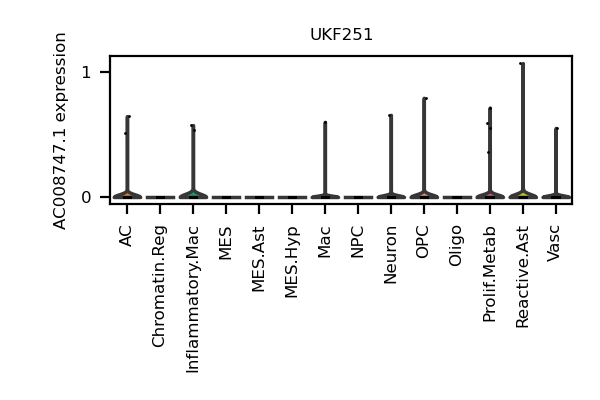 UKF251
AC008747.1 expression
1
0
AC
Chromatin.Reg
Inflammatory.Mac
MES
MES.Ast
MES.Hyp
Mac
NPC
Neuron
OPC
Oligo
Prolif.Metab
Reactive.Ast
Vasc